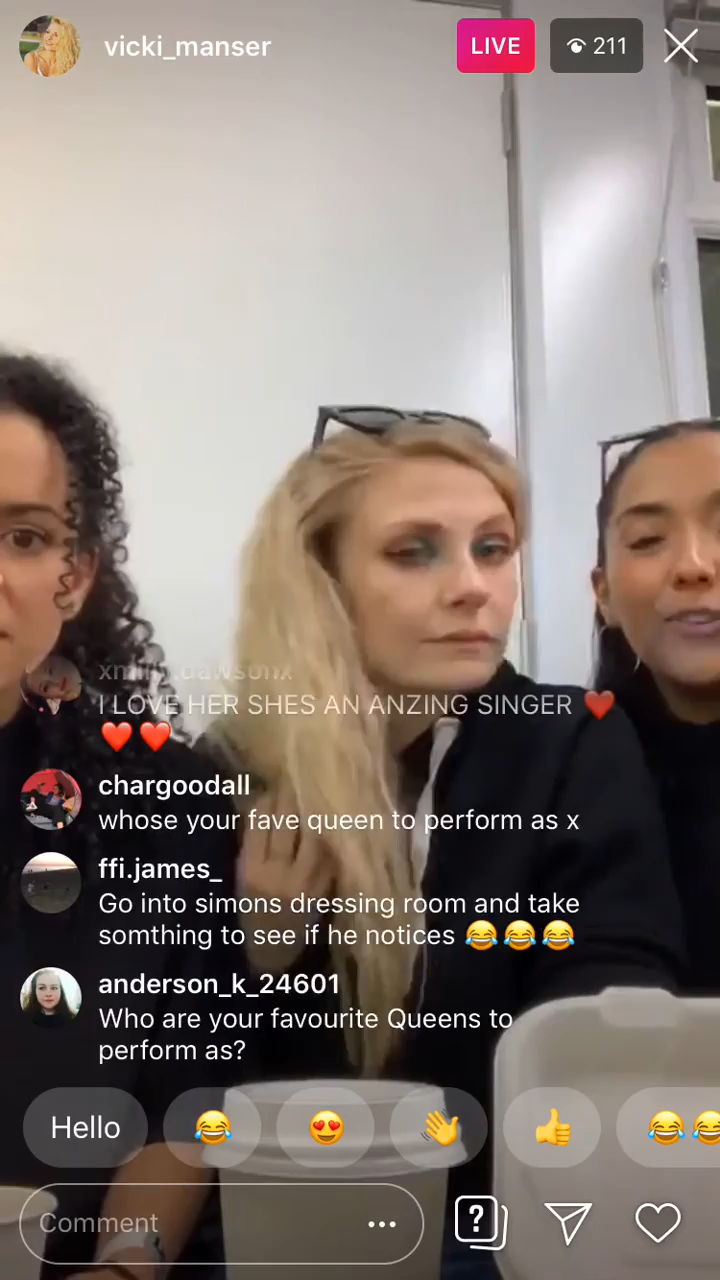 vicki_manser
LIVE
211
I LOVE HER SHES AN ANZING SINGER ❤️
❤️❤️
chargoodall
whose your fave queen to perform as x
ffi.james_
Go into simons dressing room and take
somthing to see if he notices 😂😂😂
anderson_k_24601
Who are your favourite Queens to
perform as?
Hello 😂 😍 👋 👍 😂😂
Comment